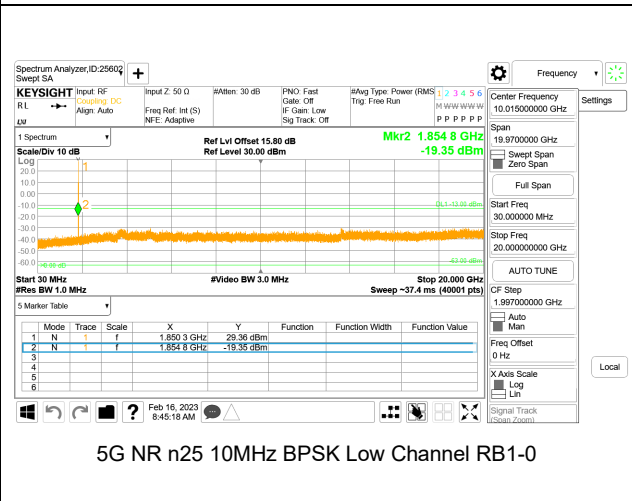 Spectrum Analyzer,ID:25602
Swept SA
+
Frequency
KEYSIGHT
Input: RF
Input Z: 50 Ω
#Atten: 30 dB
PNO: Fast
#Avg Type: Power (RMS
1 2 3 4 5 6
RL
Coupling: DC
Gate: Off
Trig: Free Run
Align: Auto
Freq Ref: Int (S)
IF Gain: Low
M W W W W W
NFE: Adaptive
Sig Track: Off
P P P P P P
Center Frequency
10.015000000 GHz
Settings
1 Spectrum
Ref Lvl Offset 15.80 dB
Mkr2 1.854 8 GHz
Scale/Div 10 dB
Ref Level 30.00 dBm
-19.35 dBm
Span
19.9700000 GHz
Swept Span
Zero Span
Log
20.0
10.0
0.00
-10.0
-20.0
-30.0
-40.0
-50.0
-60.0
1
2
DL1 -13.00 dBm
Full Span
Start Freq
30.000000 MHz
Stop Freq
20.000000000 GHz
Start 30 MHz
#Video BW 3.0 MHz
Stop 20.000 GHz
#Res BW 1.0 MHz
Sweep ~37.4 ms (40001 pts)
AUTO TUNE
CF Step
1.997000000 GHz
Auto
Man
5 Marker Table
Mode Trace Scale X Y Function Function Width Function Value
1 N 1 f 1.850 3 GHz 29.36 dBm
2 N 1 f 1.854 8 GHz -19.35 dBm
3
4
5
6
Freq Offset
0 Hz
X Axis Scale
Log
Lin
Local
Signal Track
(Span Zoom)
?
Feb 16, 2023
8:45:18 AM
5G NR n25 10MHz BPSK Low Channel RB1-0